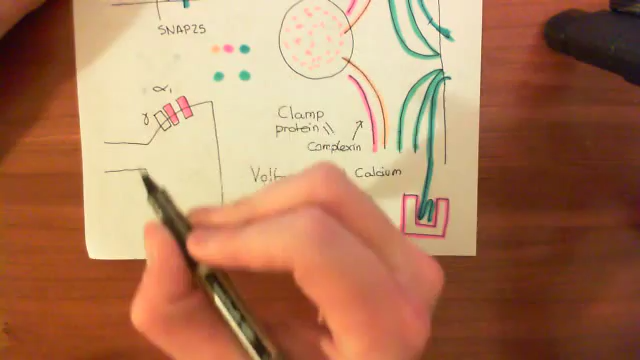 SNAP25
α₁
γ
Clamp
protein
Complexin
Calcium